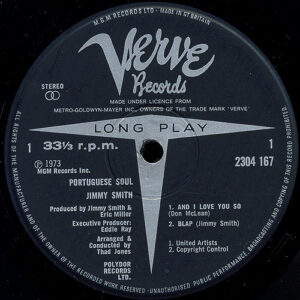 M.G.M RECORDS LTD. MADE IN GT BRITAIN
Verve
Records
STEREO
MADE UNDER LICENCE FROM
METRO-GOLDWYN-MAYER INC., OWNERS OF THE TRADE MARK 'VERVE'
LONG PLAY
1 33⅓ r.p.m. 1
Ⓟ 1973
MGM Records Inc.
2304 167
PORTUGUESE SOUL
JIMMY SMITH
Produced by Jimmy Smith &
Eric Miller
Executive Producer:
Eddie Ray
Arranged &
Conducted by
Thad Jones
POLYDOR
RECORDS
LTD.
1. AND I LOVE YOU SO
(Don McLean)
2. BLAP (Jimmy Smith)
1. United Artists
2. Copyright Control
ALL RIGHTS OF THE MANUFACTURER AND OF THE OWNER OF THE RECORDED WORK RESERVED. UNAUTHORISED PUBLIC PERFORMANCE, BROADCASTING AND COPYING OF THIS RECORD PROHIBITED